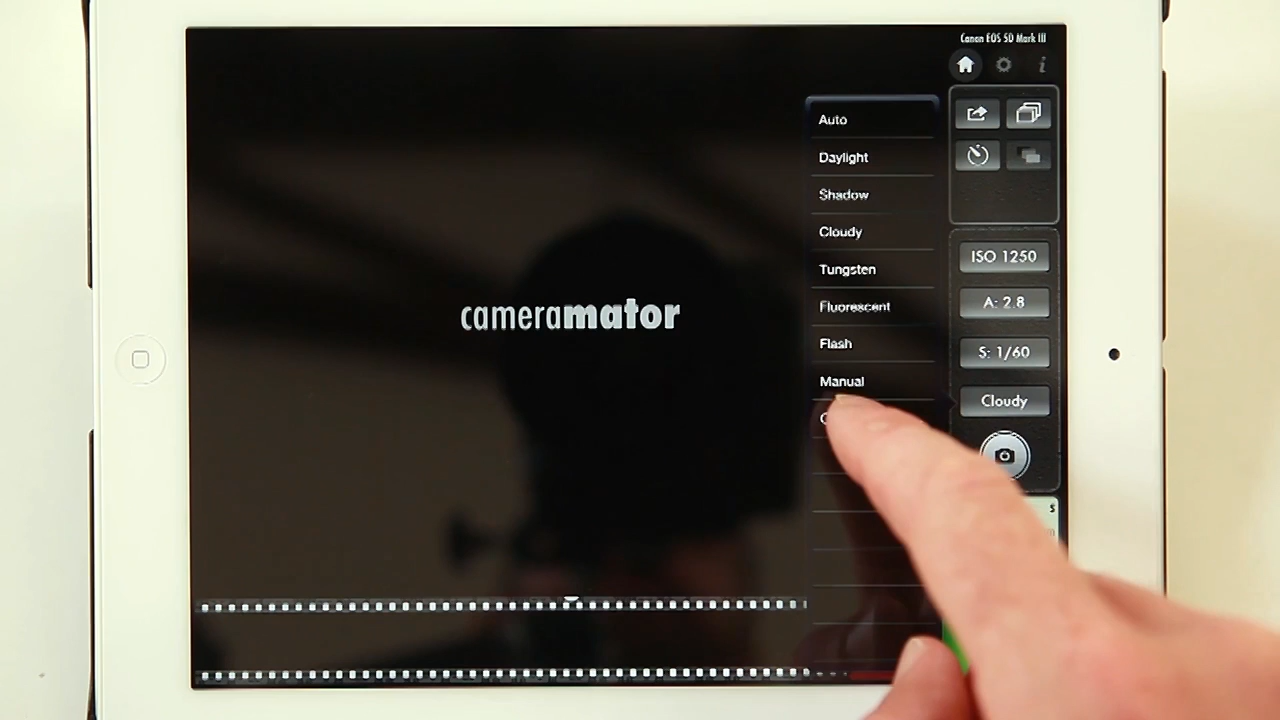 Canon EOS 5D Mark III
Auto
Daylight
Shadow
Cloudy
Tungsten
Fluorescent
Flash
Manual
ISO 1250
A: 2.8
S: 1/60
Cloudy
cameramator
S